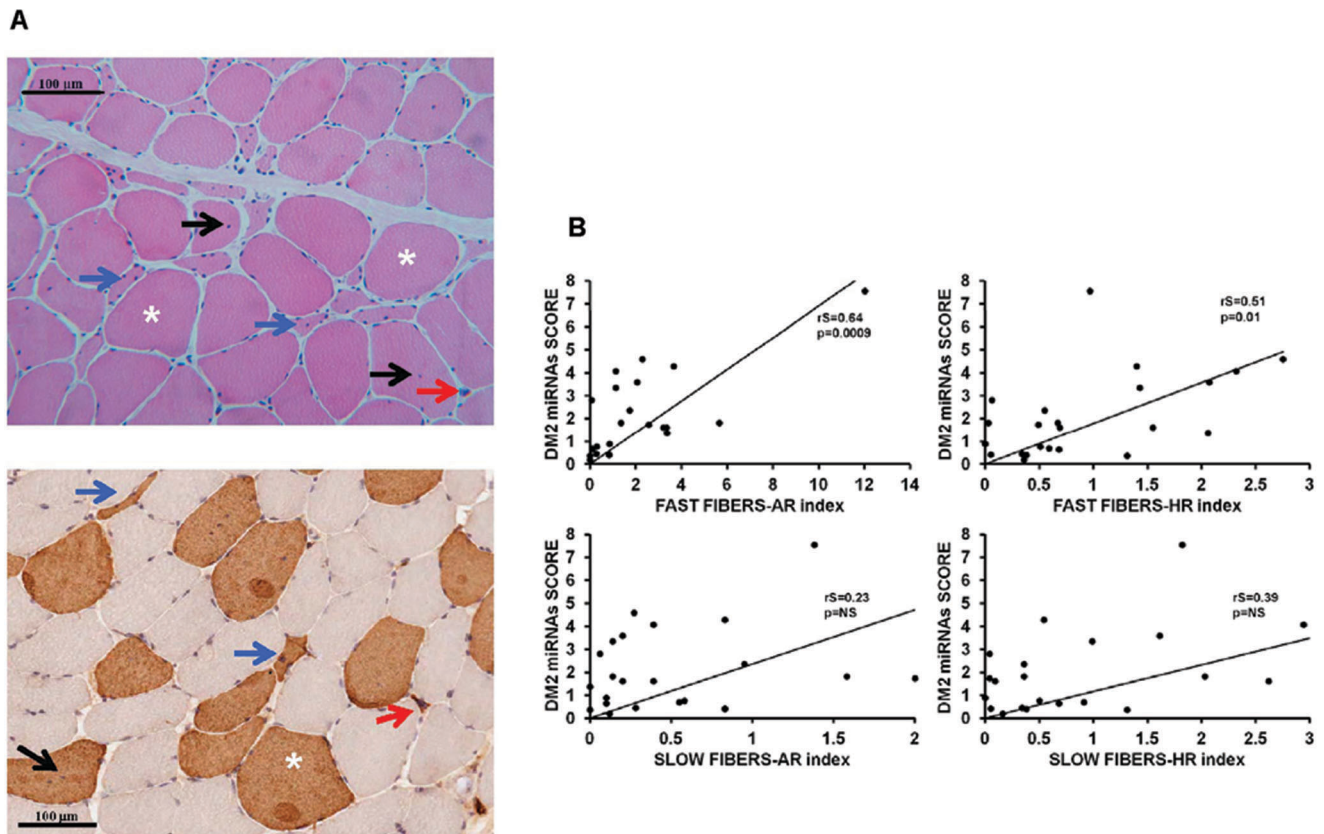 A
100 µm
* *
*
100 µm
B
8
7
6
5
4
3
2
1
0
DM2 miRNAs SCORE
rS=0.64
p=0.0009
0 2 4 6 8 10 12 14
FAST FIBERS-AR index
8
7
6
5
4
3
2
1
0
DM2 miRNAs SCORE
rS=0.51
p=0.01
0 0.5 1 1.5 2 2.5 3
FAST FIBERS-HR index
8
7
6
5
4
3
2
1
0
DM2 miRNAs SCORE
rS=0.23
p=NS
0 0.5 1 1.5 2
SLOW FIBERS-AR index
8
7
6
5
4
3
2
1
0
DM2 miRNAs SCORE
rS=0.39
p=NS
0 0.5 1 1.5 2 2.5 3
SLOW FIBERS-HR index